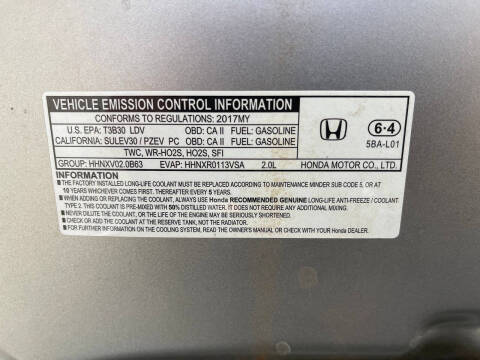 VEHICLE EMISSION CONTROL INFORMATION
CONFORMS TO REGULATIONS: 2017MY
U.S. EPA: T3B30 LDV OBD: CA II FUEL: GASOLINE
CALIFORNIA: SULEV30 / PZEV PC OBD: CA II FUEL: GASOLINE
TWC, WR-HO2S, HO2S, SFI
6·4
5BA-L01
GROUP: HHNXV02.0B63 EVAP: HHNXR0113VSA 2.0L HONDA MOTOR CO., LTD.
INFORMATION
■ THE FACTORY INSTALLED LONG-LIFE COOLANT MUST BE REPLACED ACCORDING TO MAINTENANCE MINDER SUB CODE 5, OR AT
10 YEARS WHICHEVER COMES FIRST. THEREAFTER EVERY 5 YEARS.
■ WHEN ADDING OR REPLACING THE COOLANT, ALWAYS USE Honda RECOMMENDED GENUINE LONG-LIFE ANTI-FREEZE / COOLANT
TYPE 2. THIS COOLANT IS PRE-MIXED WITH 50% DISTILLED WATER. IT DOES NOT REQUIRE ANY ADDITIONAL MIXING.
■ NEVER DILUTE THE COOLANT, OR THE LIFE OF THE ENGINE MAY BE SERIOUSLY SHORTENED.
■ CHECK OR ADD THE COOLANT AT THE RESERVE TANK, NOT THE RADIATOR.
■ FOR FURTHER INFORMATION ON THE COOLING SYSTEM, READ THE OWNER'S MANUAL OR CHECK WITH YOUR Honda DEALER.